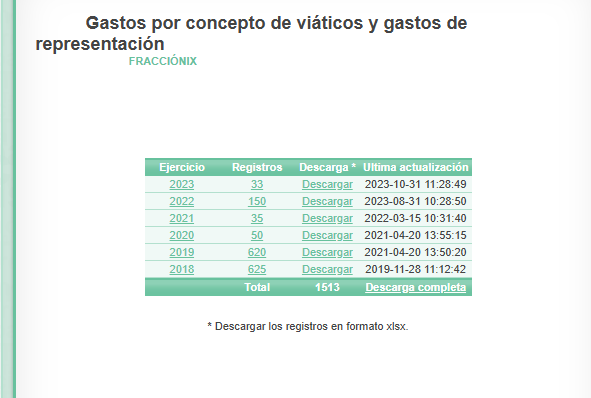 Gastos por concepto de viáticos y gastos de
representación
FRACCIÓNIX
Ejercicio Registros Descarga * Ultima actualización
2023 33 Descargar 2023-10-31 11:28:49
2022 150 Descargar 2023-08-31 10:28:50
2021 35 Descargar 2022-03-15 10:31:40
2020 50 Descargar 2021-04-20 13:55:15
2019 620 Descargar 2021-04-20 13:50:20
2018 625 Descargar 2019-11-28 11:12:42
Total 1513 Descarga completa
* Descargar los registros en formato xlsx.